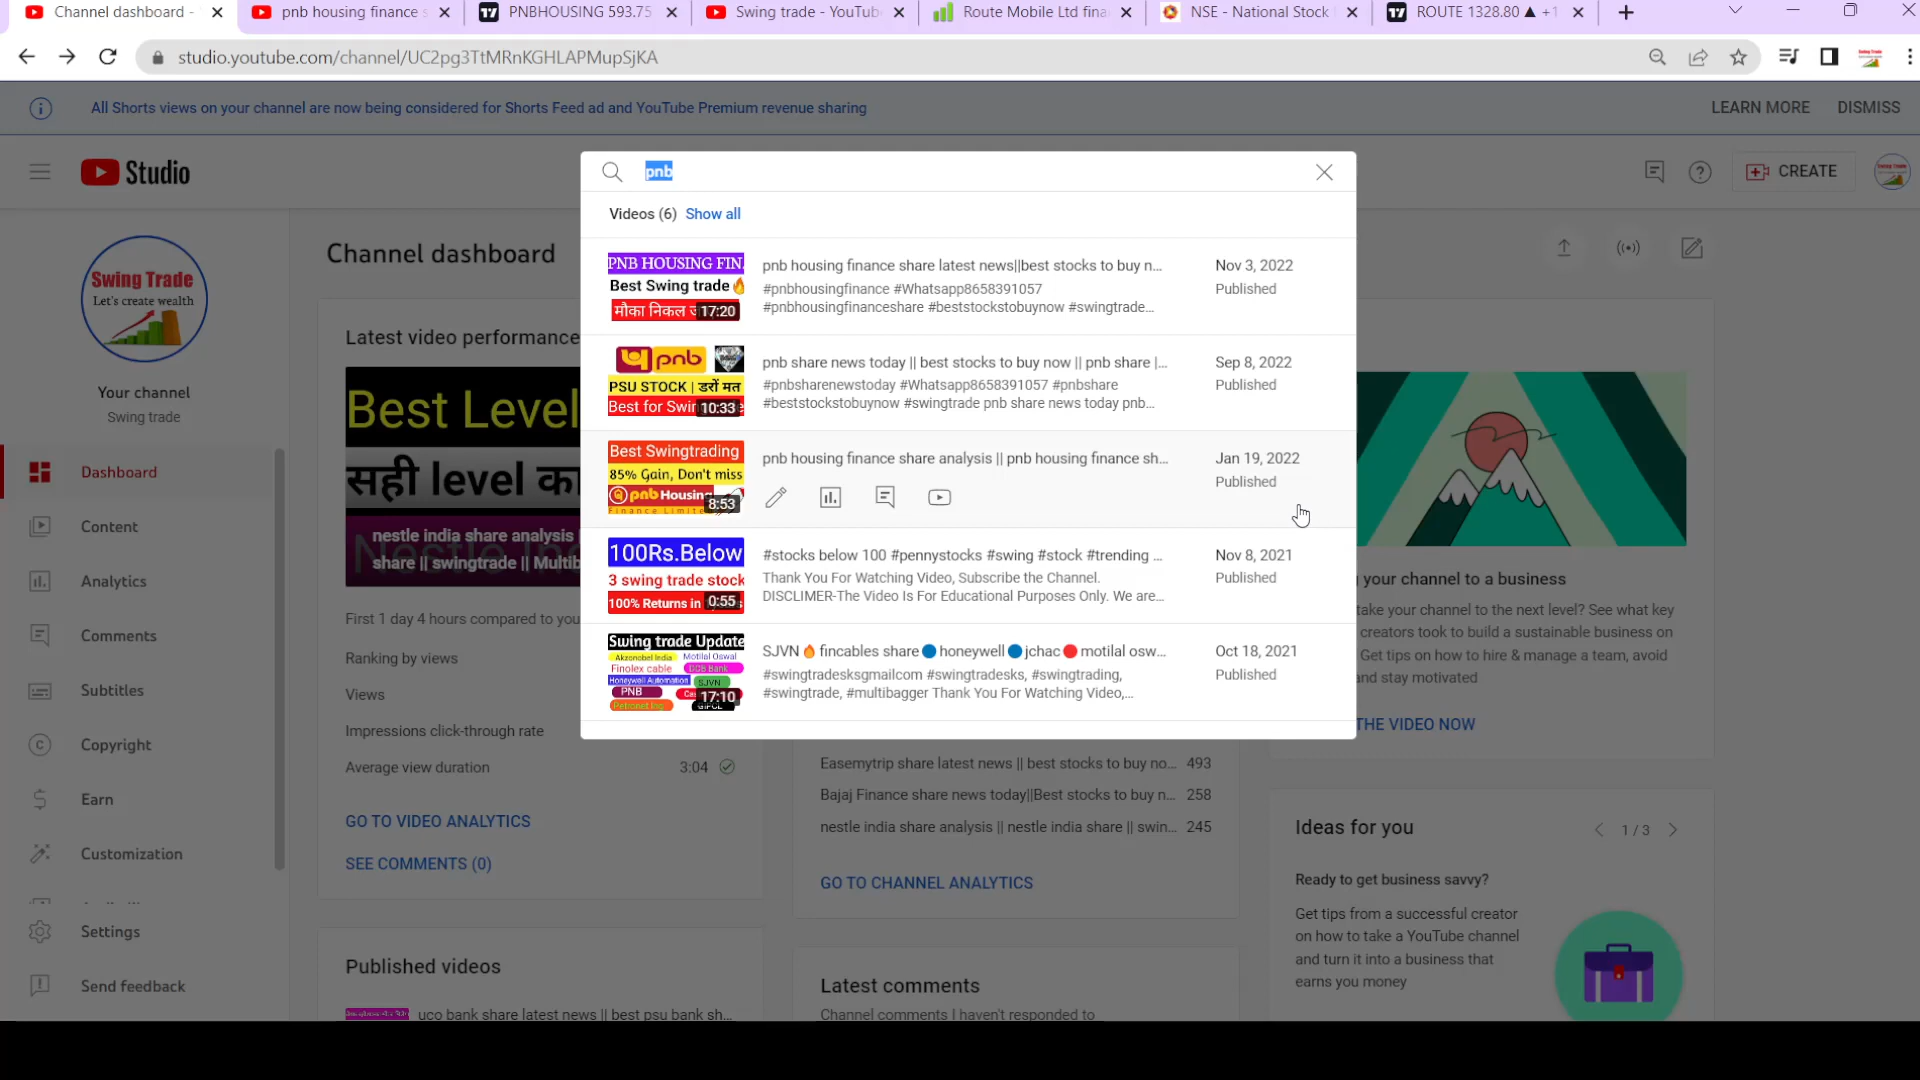 Channel dashboard -
pnb housing finance s
PNBHOUSING 593.75
Swing trade - YouTub
Route Mobile Ltd fina
NSE - National Stock
ROUTE 1328.80 ▲ +1
studio.youtube.com/channel/UC2pg3TtMRnKGHLAPMupSjKA
All Shorts views on your channel are now being considered for Shorts Feed ad and YouTube Premium revenue sharing
LEARN MORE DISMISS
Studio
pnb
CREATE
Videos (6) Show all
Swing Trade
Let's create wealth
Your channel
Swing trade
Dashboard
Content
Analytics
Comments
Subtitles
Copyright
Earn
Customization
Settings
Send feedback
Channel dashboard
Latest video performance
Best Level
सही level का
nestle india share analysis
share || swingtrade || Multib
First 1 day 4 hours compared to you
Ranking by views
Views
Impressions click-through rate
Average view duration 3:04
GO TO VIDEO ANALYTICS
SEE COMMENTS (0)
Published videos
uco bank share latest news || best psu bank sh...
PNB HOUSING FIN.
Best Swing trade
मौका निकल
17:20
pnb housing finance share latest news||best stocks to buy n...
#pnbhousingfinance #Whatsapp8658391057
#pnbhousingfinanceshare #beststockstobuynow #swingtrade...
Nov 3, 2022
Published
pnb
PSU STOCK | डरों मत
Best for Swin
10:33
pnb share news today || best stocks to buy now || pnb share |...
#pnbsharenewstoday #Whatsapp8658391057 #pnbshare
#beststockstobuynow #swingtrade pnb share news today pnb...
Sep 8, 2022
Published
Best Swingtrading
85% Gain, Don't miss
pnb Housing
Finance Limite
8:53
pnb housing finance share analysis || pnb housing finance sh...
Jan 19, 2022
Published
100Rs.Below
3 swing trade stock
100% Returns in
0:55
#stocks below 100 #pennystocks #swing #stock #trending ...
Thank You For Watching Video, Subscribe the Channel.
DISCLIMER-The Video Is For Educational Purposes Only. We are...
Nov 8, 2021
Published
Swing trade Update
Akzonobel India Motilal Oswal
Finolex cable DCB Bank
Honeywell Automation SJVN
PNB
17:10
SJVN 🔥 fincables share 🔵 honeywell 🔵 jchac 🔴 motilal osw...
#swingtradesksgmailcom #swingtradesks, #swingtrading,
#swingtrade, #multibagger Thank You For Watching Video,...
Oct 18, 2021
Published
Easemytrip share latest news || best stocks to buy no... 493
Bajaj Finance share news today||Best stocks to buy n... 258
nestle india share analysis || nestle india share || swin... 245
GO TO CHANNEL ANALYTICS
Latest comments
Channel comments I haven't responded to
your channel to a business
take your channel to the next level? See what key
creators took to build a sustainable business on
Get tips on how to hire & manage a team, avoid
and stay motivated
THE VIDEO NOW
Ideas for you
1 / 3
Ready to get business savvy?
Get tips from a successful creator
on how to take a YouTube channel
and turn it into a business that
earns you money